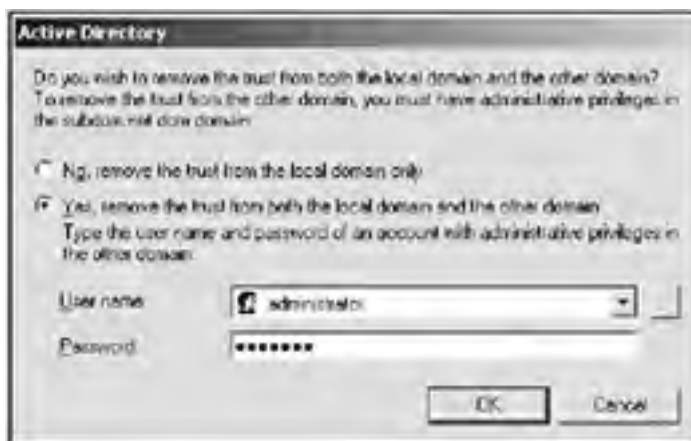 Active Directory
Do you wish to remove the trust from both the local domain and the other domain?
To remove the trust from the other domain, you must have administrative privileges in
the domain
No, remove the trust from the local domain only
Yes, remove the trust from both the local domain and the other domain
Type the user name and password of an account with administrative privileges in
the other domain
User name
administrator
Password
OK
Cancel